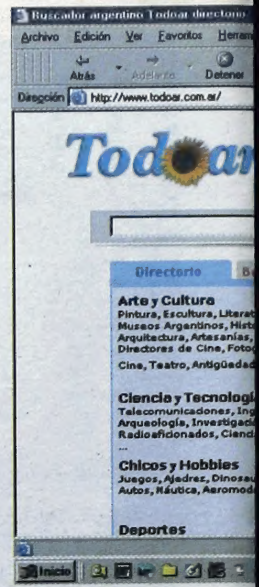 Buscador argentino Todoar directorio
Archivo Edición Ver Favoritos
Atrás Adelante Detener
Dirección http://www.todoar.com.ar/
Todoar
Directorio
Arte y Cultura
Pintura, Escultura,
Museos Argentinos,
Arquitectura, Artesanías,
Directores de Cine,
Cine, Teatro,
Ciencia y
Telecomunicaciones,
Arqueología,
Radioaficionados,
...
Chicos y Hobbies
Juegos, Ajedrez,
Autos, Náutica,
Deportes
Inicio